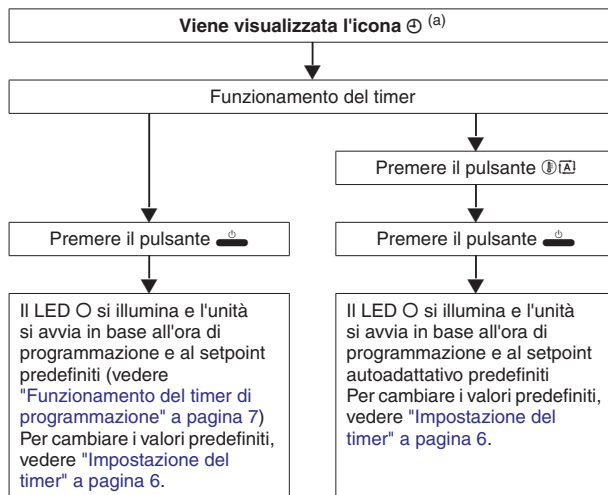 Viene visualizzata l'icona (a)
Funzionamento del timer
Premere il pulsante
Premere il pulsante
Premere il pulsante
Il LED si illumina e l'unità
si avvia in base all'ora di
programmazione e al setpoint
predefiniti (vedere
"Funzionamento del timer di
programmazione" a pagina 7)
Per cambiare i valori predefiniti,
vedere "Impostazione del
timer" a pagina 6.
Il LED si illumina e l'unità
si avvia in base all'ora di
programmazione e al setpoint
autoadattativo predefiniti
Per cambiare i valori predefiniti,
vedere "Impostazione del
timer" a pagina 6.